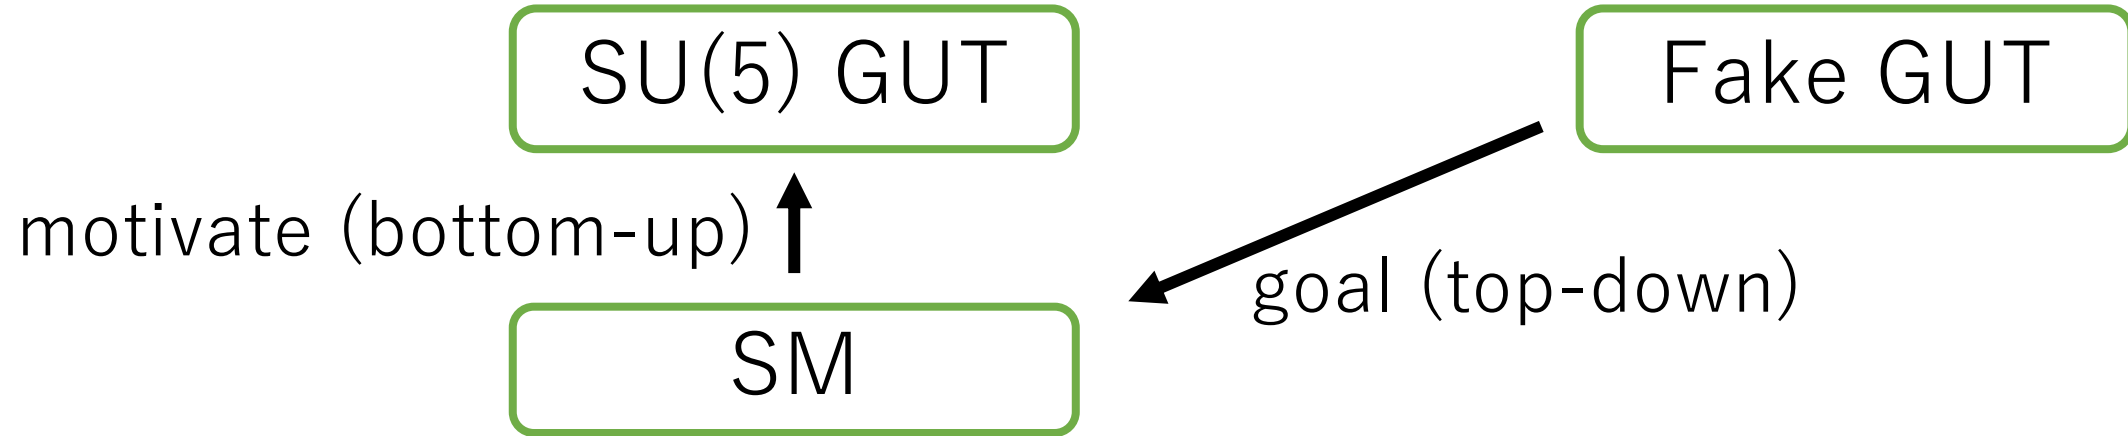 SU(5) GUT
Fake GUT
motivate (bottom-up)
goal (top-down)
SM